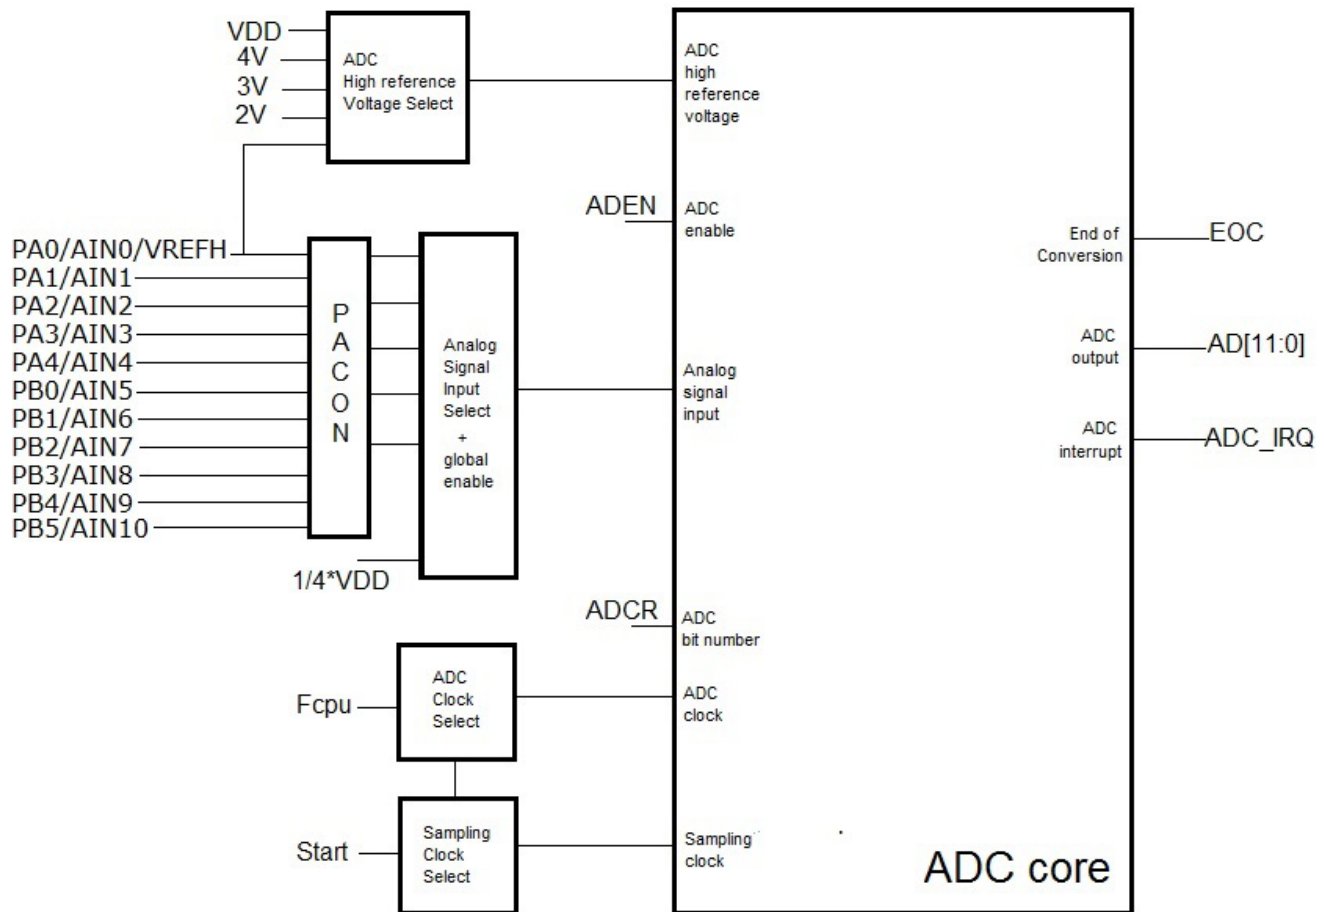 VDD
4V
3V
2V
ADC
High reference
Voltage Select
ADC
high
reference
voltage
ADEN
ADC
enable
PA0/AIN0/VREFH
PA1/AIN1
PA2/AIN2
PA3/AIN3
PA4/AIN4
PB0/AIN5
PB1/AIN6
PB2/AIN7
PB3/AIN8
PB4/AIN9
PB5/AIN10
P
A
C
O
N
Analog
Signal
Input
Select
+
global
enable
1/4*VDD
Analog
signal
input
End of
Conversion
EOC
ADC
output
AD[11:0]
ADC
interrupt
ADC_IRQ
ADCR
ADC
bit number
Fcpu
ADC
Clock
Select
ADC
clock
Start
Sampling
Clock
Select
Sampling
clock
ADC core